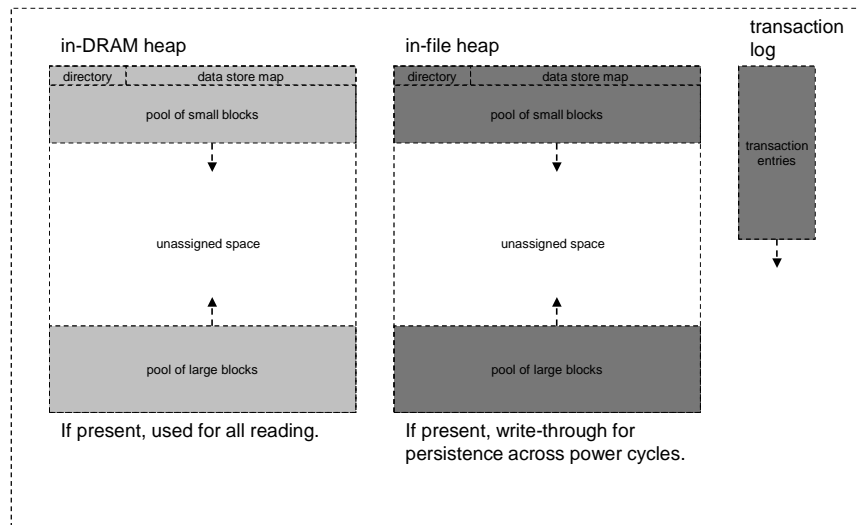 in-DRAM heap
directory
data store map
pool of small blocks
unassigned space
pool of large blocks
If present, used for all reading.
in-file heap
directory
data store map
pool of small blocks
unassigned space
pool of large blocks
If present, write-through for
persistence across power cycles.
transaction
log
transaction
entries